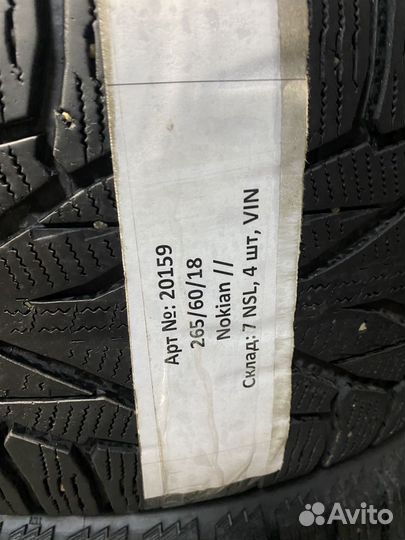 Арт №: 20159
265/60/18
Nokian //
Склад: 7 NSL, 4 шт, VIN
Avito